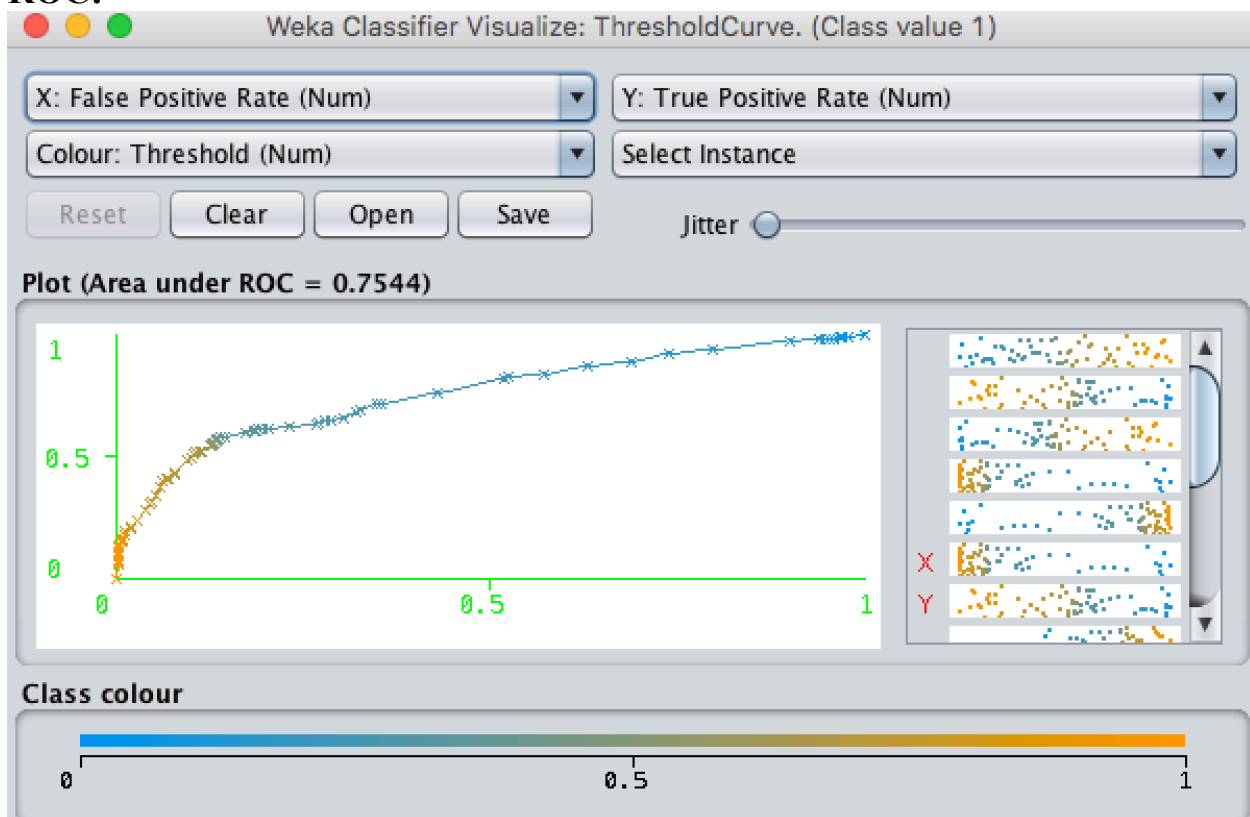 ROC:
Weka Classifier Visualize: ThresholdCurve. (Class value 1)
X: False Positive Rate (Num)
Y: True Positive Rate (Num)
Colour: Threshold (Num)
Select Instance
Reset
Clear
Open
Save
Jitter
Plot (Area under ROC = 0.7544)
1
0.5
0
0
0.5
1
X
Y
Class colour
0
0.5
1